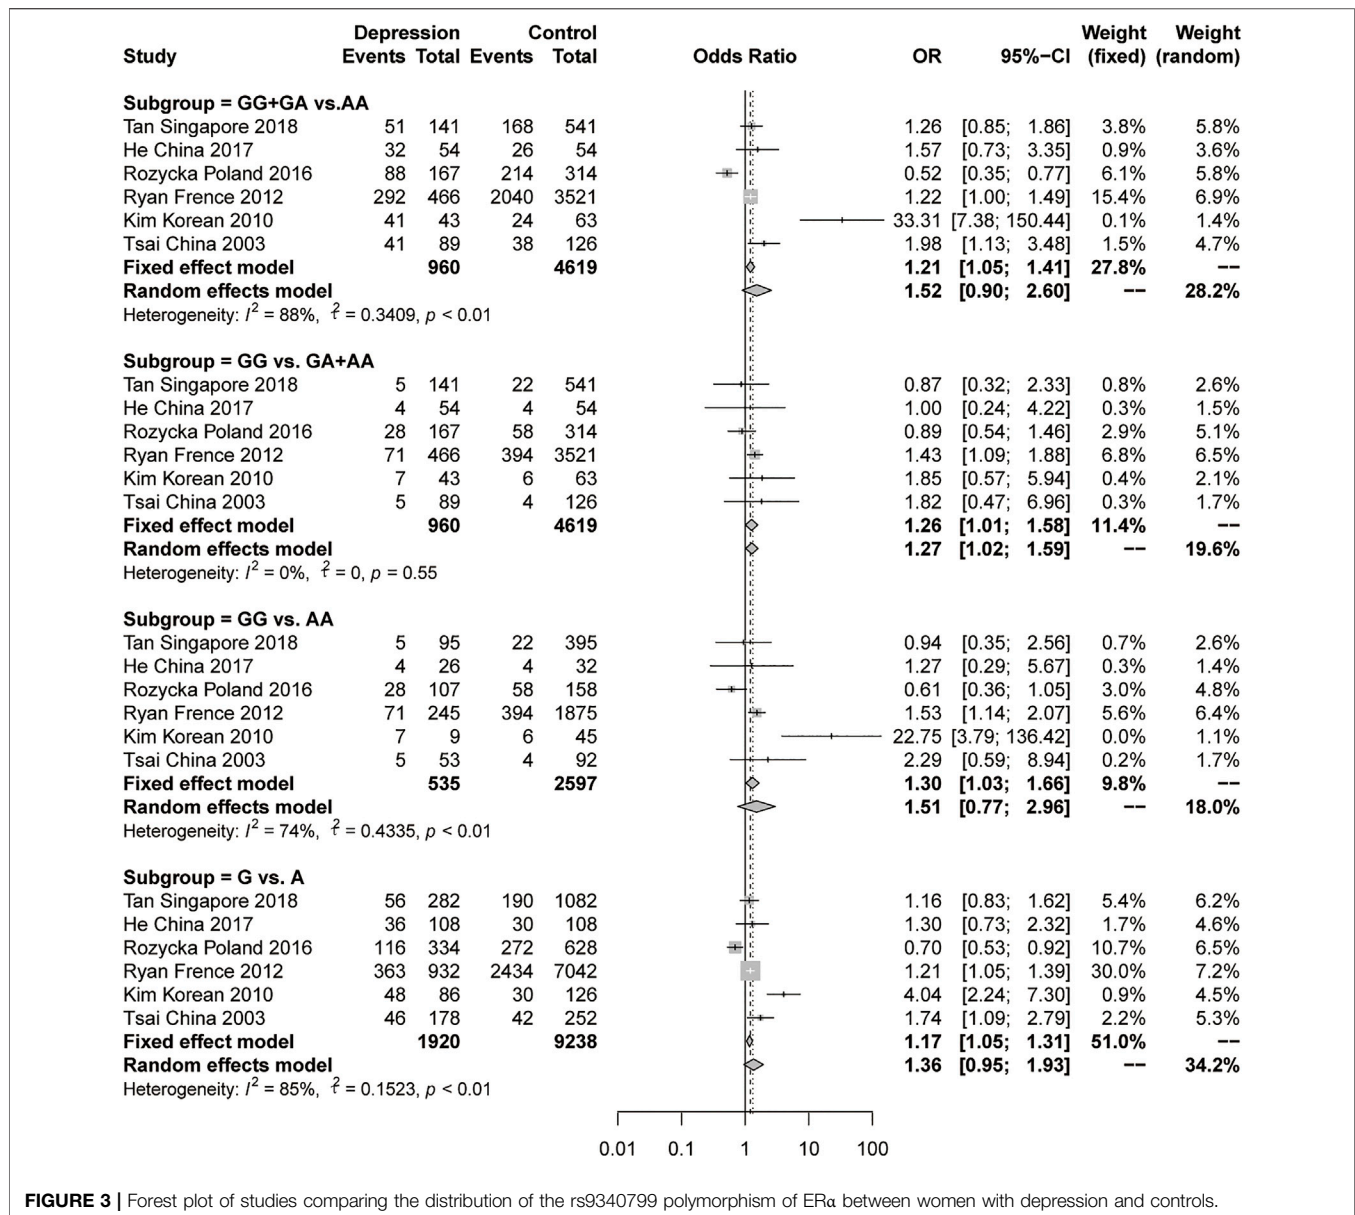 Depression Control Weight Weight
Study Events Total Events Total Odds Ratio OR 95%−CI (fixed) (random)
Subgroup = GG+GA vs.AA
Tan Singapore 2018 51 141 168 541 1.26 [0.85; 1.86] 3.8% 5.8%
He China 2017 32 54 26 54 1.57 [0.73; 3.35] 0.9% 3.6%
Rozycka Poland 2016 88 167 214 314 0.52 [0.35; 0.77] 6.1% 5.8%
Ryan Frence 2012 292 466 2040 3521 1.22 [1.00; 1.49] 15.4% 6.9%
Kim Korean 2010 41 43 24 63 33.31 [7.38; 150.44] 0.1% 1.4%
Tsai China 2003 41 89 38 126 1.98 [1.13; 3.48] 1.5% 4.7%
Fixed effect model 960 4619 1.21 [1.05; 1.41] 27.8% −−
Random effects model 1.52 [0.90; 2.60] −− 28.2%
Heterogeneity: I² = 88%, τ² = 0.3409, p < 0.01
Subgroup = GG vs. GA+AA
Tan Singapore 2018 5 141 22 541 0.87 [0.32; 2.33] 0.8% 2.6%
He China 2017 4 54 4 54 1.00 [0.24; 4.22] 0.3% 1.5%
Rozycka Poland 2016 28 167 58 314 0.89 [0.54; 1.46] 2.9% 5.1%
Ryan Frence 2012 71 466 394 3521 1.43 [1.09; 1.88] 6.8% 6.5%
Kim Korean 2010 7 43 6 63 1.85 [0.57; 5.94] 0.4% 2.1%
Tsai China 2003 5 89 4 126 1.82 [0.47; 6.96] 0.3% 1.7%
Fixed effect model 960 4619 1.26 [1.01; 1.58] 11.4% −−
Random effects model 1.27 [1.02; 1.59] −− 19.6%
Heterogeneity: I² = 0%, τ² = 0, p = 0.55
Subgroup = GG vs. AA
Tan Singapore 2018 5 95 22 395 0.94 [0.35; 2.56] 0.7% 2.6%
He China 2017 4 26 4 32 1.27 [0.29; 5.67] 0.3% 1.4%
Rozycka Poland 2016 28 107 58 158 0.61 [0.36; 1.05] 3.0% 4.8%
Ryan Frence 2012 71 245 394 1875 1.53 [1.14; 2.07] 5.6% 6.4%
Kim Korean 2010 7 9 6 45 22.75 [3.79; 136.42] 0.0% 1.1%
Tsai China 2003 5 53 4 92 2.29 [0.59; 8.94] 0.2% 1.7%
Fixed effect model 535 2597 1.30 [1.03; 1.66] 9.8% −−
Random effects model 1.51 [0.77; 2.96] −− 18.0%
Heterogeneity: I² = 74%, τ² = 0.4335, p < 0.01
Subgroup = G vs. A
Tan Singapore 2018 56 282 190 1082 1.16 [0.83; 1.62] 5.4% 6.2%
He China 2017 36 108 30 108 1.30 [0.73; 2.32] 1.7% 4.6%
Rozycka Poland 2016 116 334 272 628 0.70 [0.53; 0.92] 10.7% 6.5%
Ryan Frence 2012 363 932 2434 7042 1.21 [1.05; 1.39] 30.0% 7.2%
Kim Korean 2010 48 86 30 126 4.04 [2.24; 7.30] 0.9% 4.5%
Tsai China 2003 46 178 42 252 1.74 [1.09; 2.79] 2.2% 5.3%
Fixed effect model 1920 9238 1.17 [1.05; 1.31] 51.0% −−
Random effects model 1.36 [0.95; 1.93] −− 34.2%
Heterogeneity: I² = 85%, τ² = 0.1523, p < 0.01
0.01 0.1 1 10 100
FIGURE 3 | Forest plot of studies comparing the distribution of the rs9340799 polymorphism of ERα between women with depression and controls.